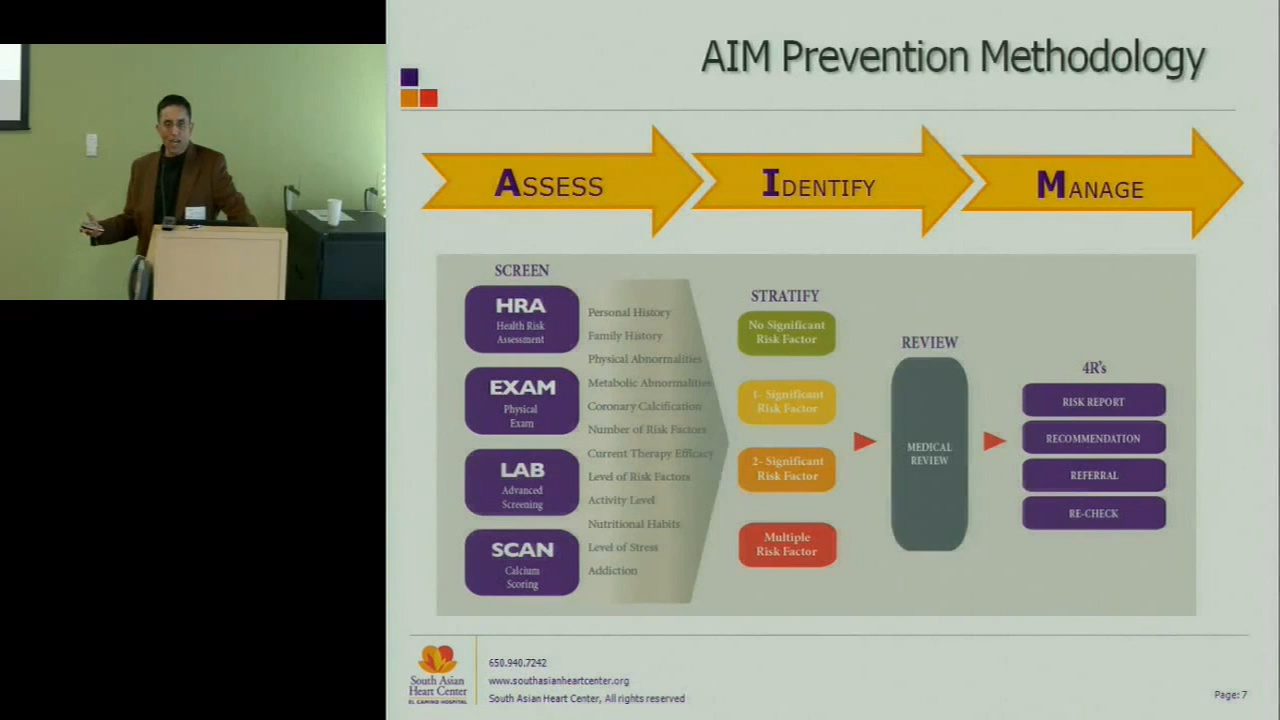 AIM Prevention Methodology
ASSESS
IDENTIFY
MANAGE
SCREEN
HRA
Health Risk
Assessment
EXAM
Physical
Exam
LAB
Advanced
Screening
SCAN
Calcium
Scoring
Personal History
Family History
Physical Abnormalities
Metabolic Abnormalities
Coronary Calcification
Number of Risk Factors
Current Therapy Efficacy
Level of Risk Factors
Activity Level
Nutritional Habits
Level of Stress
Addiction
STRATIFY
No Significant
Risk Factor
1- Significant
Risk Factor
2- Significant
Risk Factor
Multiple
Risk Factor
REVIEW
MEDICAL
REVIEW
4R's
RISK REPORT
RECOMMENDATION
REFERRAL
RE-CHECK
South Asian
Heart Center
EL CAMINO HOSPITAL
650.940.7242
www.southasianheartcenter.org
South Asian Heart Center, All rights reserved
Page: 7